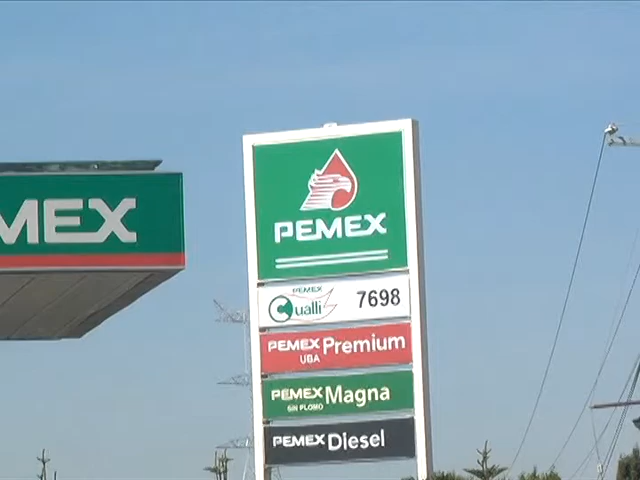 MEX
PEMEX
PEMEX
Cualli 7698
PEMEX Premium
UBA
PEMEX Magna
SIN PLOMO
PEMEX Diesel